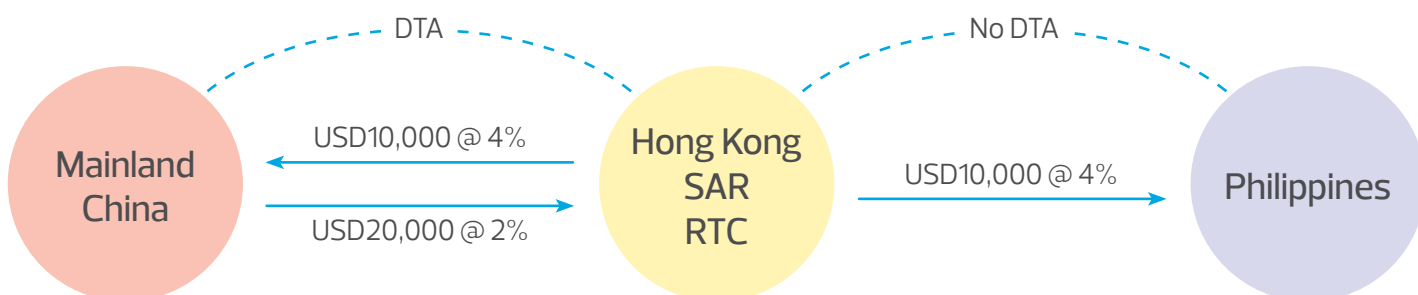 DTA
No DTA
Mainland
China
USD10,000 @ 4%
USD20,000 @ 2%
Hong Kong
SAR
RTC
USD10,000 @ 4%
Philippines